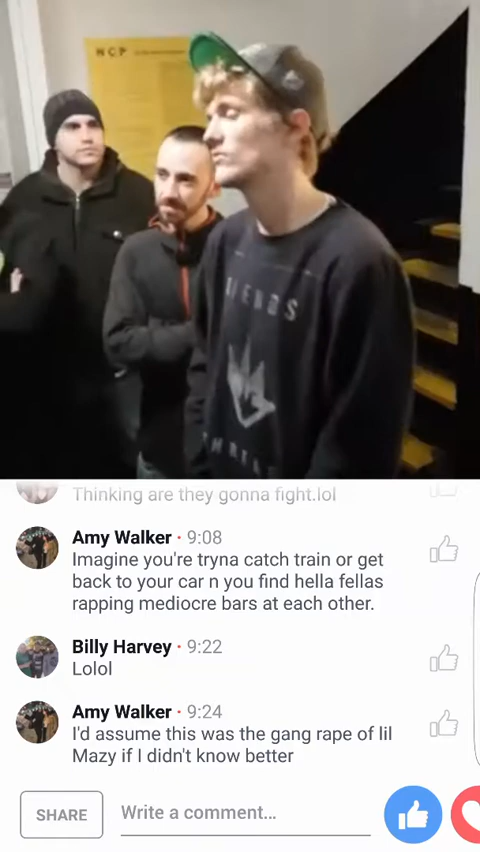 NCP
Thinking are they gonna fight.lol
Amy Walker · 9:08
Imagine you're tryna catch train or get
back to your car n you find hella fellas
rapping mediocre bars at each other.
Billy Harvey · 9:22
Lolol
Amy Walker · 9:24
I'd assume this was the gang rape of lil
Mazy if I didn't know better
SHARE
Write a comment...